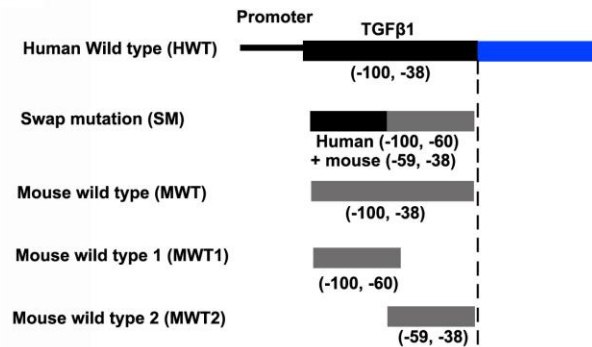 Promoter
TGFβ1
Human Wild type (HWT)
(-100, -38)
Swap mutation (SM)
Human (-100, -60)
+ mouse (-59, -38)
Mouse wild type (MWT)
(-100, -38)
Mouse wild type 1 (MWT1)
(-100, -60)
Mouse wild type 2 (MWT2)
(-59, -38)